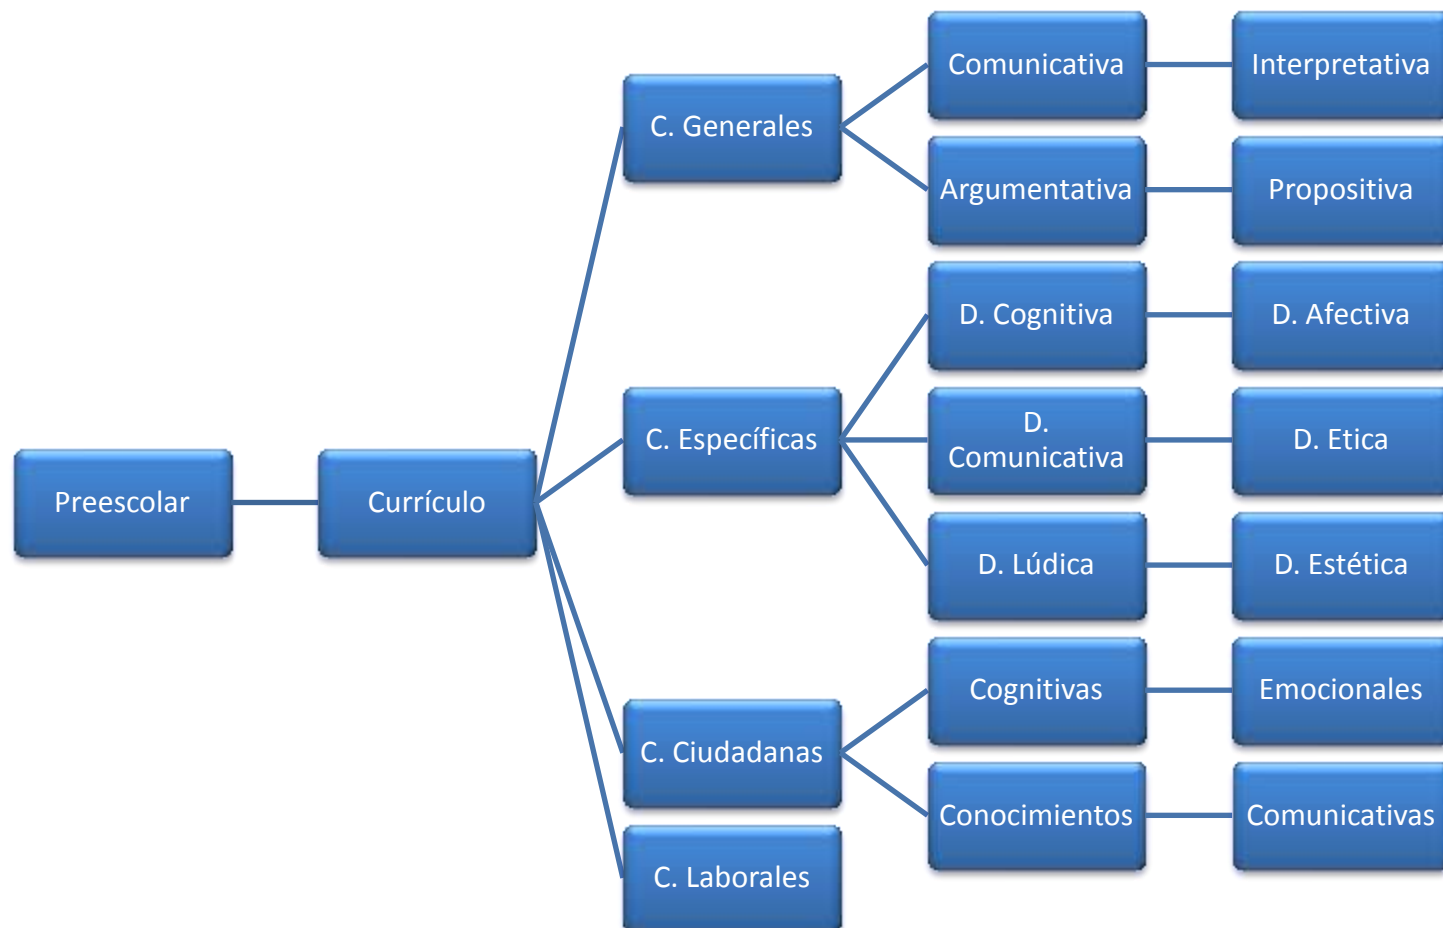 Preescolar
Currículo
C. Generales
Comunicativa
Interpretativa
Argumentativa
Propositiva
C. Específicas
D. Cognitiva
D. Afectiva
D.
Comunicativa
D. Etica
D. Lúdica
D. Estética
C. Ciudadanas
Cognitivas
Emocionales
Conocimientos
Comunicativas
C. Laborales